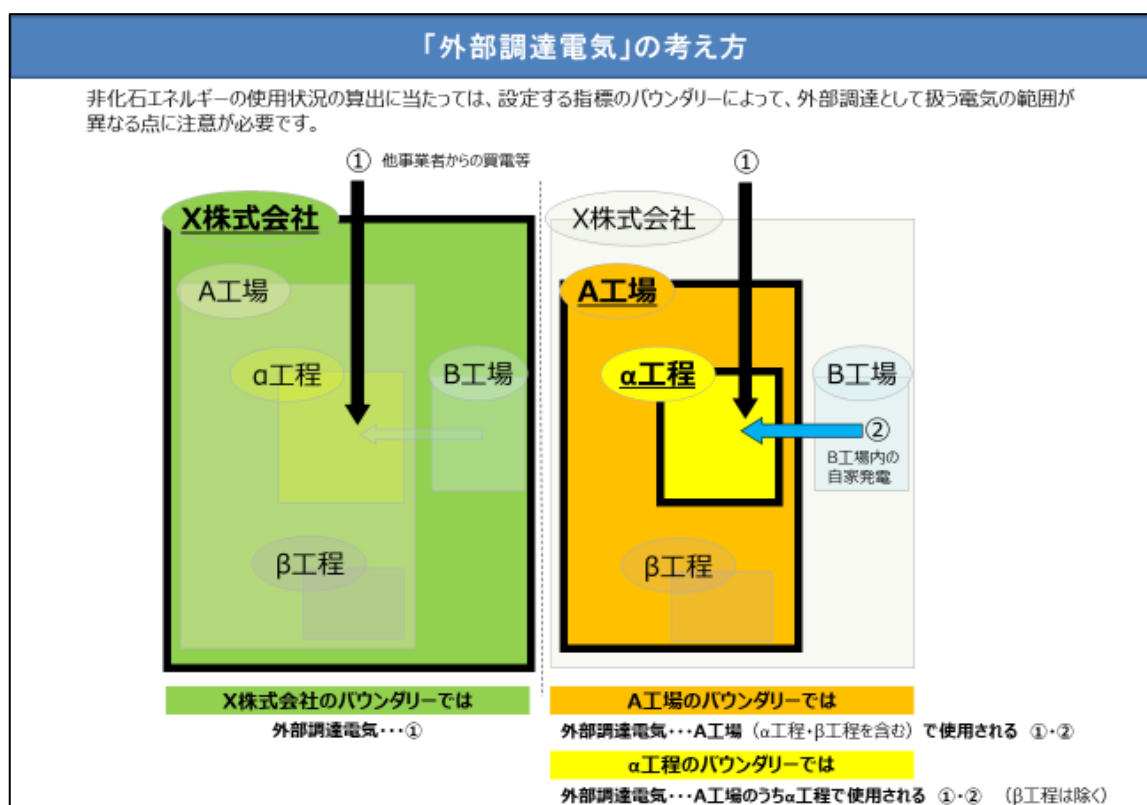 「外部調達電気」の考え方
非化石エネルギーの使用状況の算出に当たっては、設定する指標のバウンダリーによって、外部調達として扱う電気の範囲が
異なる点に注意が必要です。
① 他事業者からの買電等
X株式会社
A工場
α工程
B工場
β工程
X株式会社のバウンダリーでは
外部調達電気・・・①
①
X株式会社
A工場
α工程
B工場
②
B工場内の
自家発電
β工程
A工場のバウンダリーでは
外部調達電気・・・A工場（α工程・β工程を含む）で使用される ①・②
α工程のバウンダリーでは
外部調達電気・・・A工場のうちα工程で使用される ①・② （β工程は除く）